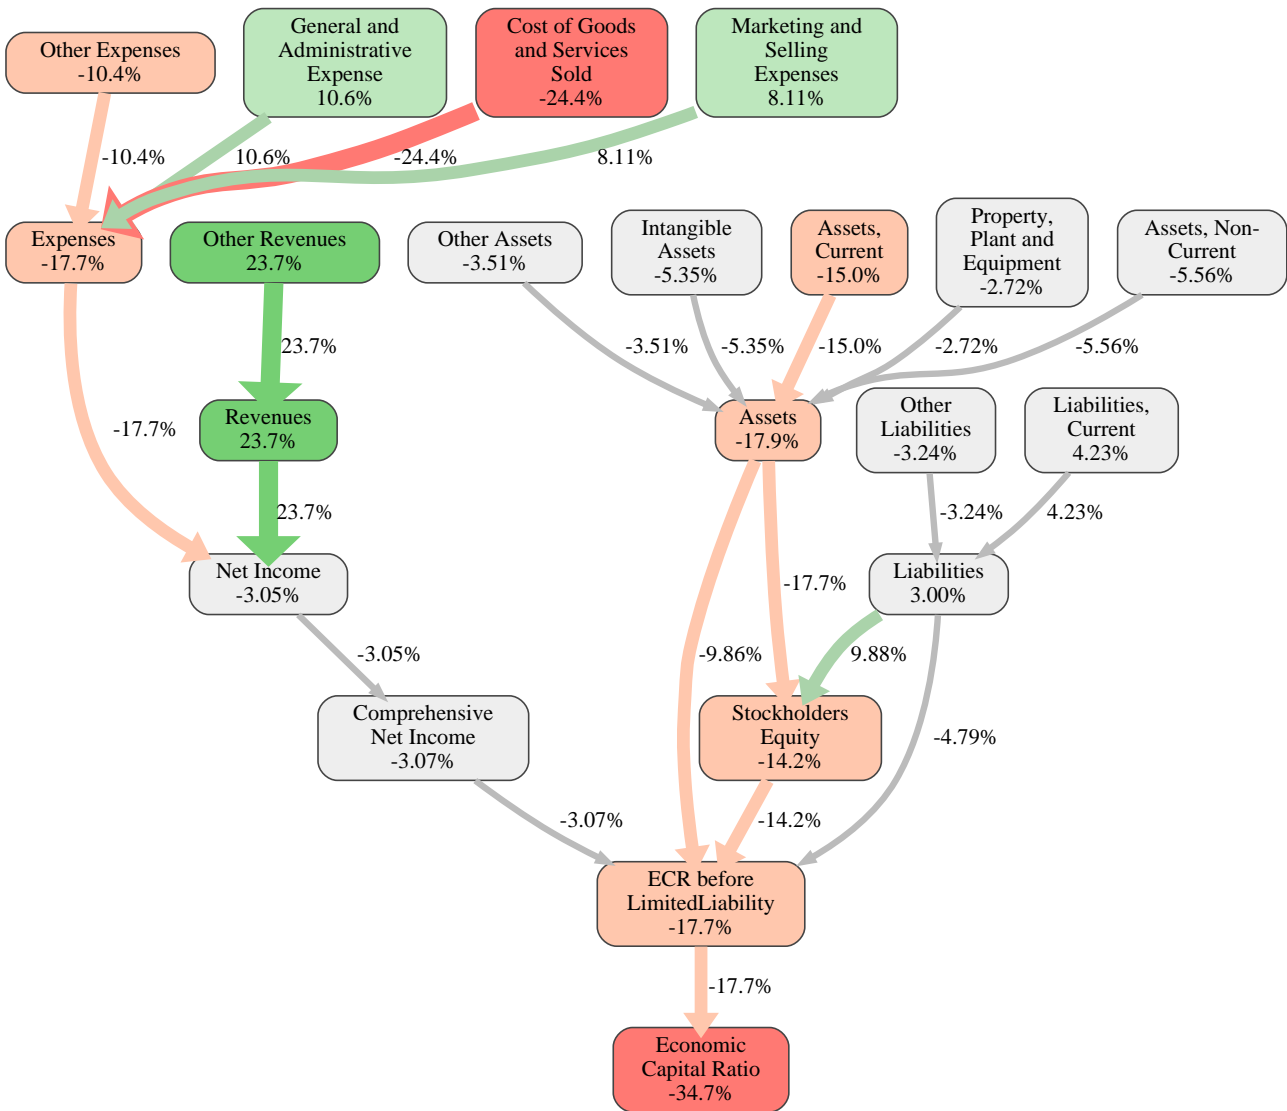 Other Expenses
-10.4%
General and
Administrative
Expense
10.6%
Cost of Goods
and Services
Sold
-24.4%
Marketing and
Selling
Expenses
8.11%
-10.4%
10.6%
-24.4%
8.11%
Expenses
-17.7%
Other Revenues
23.7%
Other Assets
-3.51%
Intangible
Assets
-5.35%
Assets,
Current
-15.0%
Property,
Plant and
Equipment
-2.72%
Assets, Non-
Current
-5.56%
23.7%
-3.51%
-5.35%
-15.0%
-2.72%
-5.56%
-17.7%
Revenues
23.7%
Assets
-17.9%
Other
Liabilities
-3.24%
Liabilities,
Current
4.23%
23.7%
-3.24%
4.23%
Net Income
-3.05%
-17.7%
Liabilities
3.00%
-3.05%
-9.86%
9.88%
Comprehensive
Net Income
-3.07%
Stockholders
Equity
-14.2%
-4.79%
-3.07%
-14.2%
ECR before
LimitedLiability
-17.7%
-17.7%
Economic
Capital Ratio
-34.7%